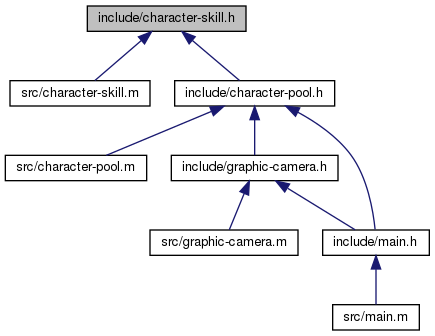 include/character-skill.h
src/character-skill.m
include/character-pool.h
src/character-pool.m
include/graphic-camera.h
src/graphic-camera.m
include/main.h
src/main.m